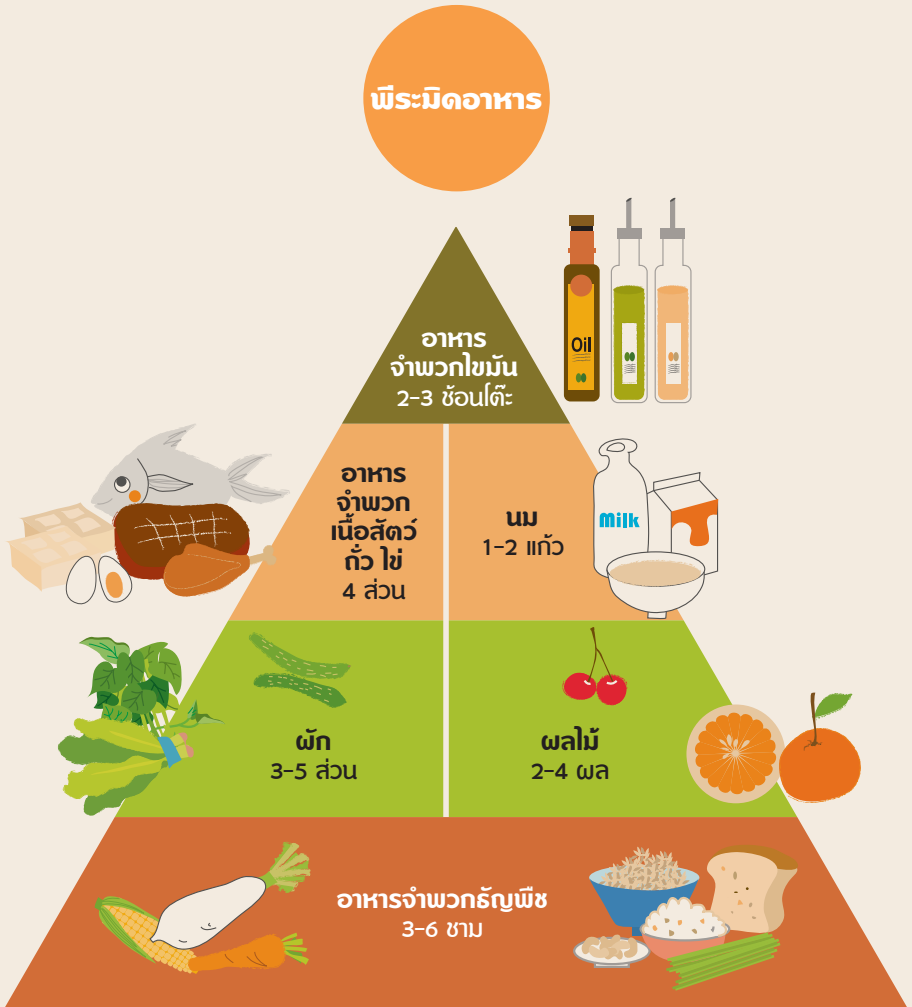 พีระมิดอาหาร
Oil
อาหาร
จำพวกไขมัน
2-3 ช้อนโต๊ะ
อาหาร
จำพวก
เนื้อสัตว์
ถั่ว ไข่
4 ส่วน
นม
1-2 แก้ว
Milk
ผัก
3-5 ส่วน
ผลไม้
2-4 ผล
อาหารจำพวกธัญพืช
3-6 ชาม